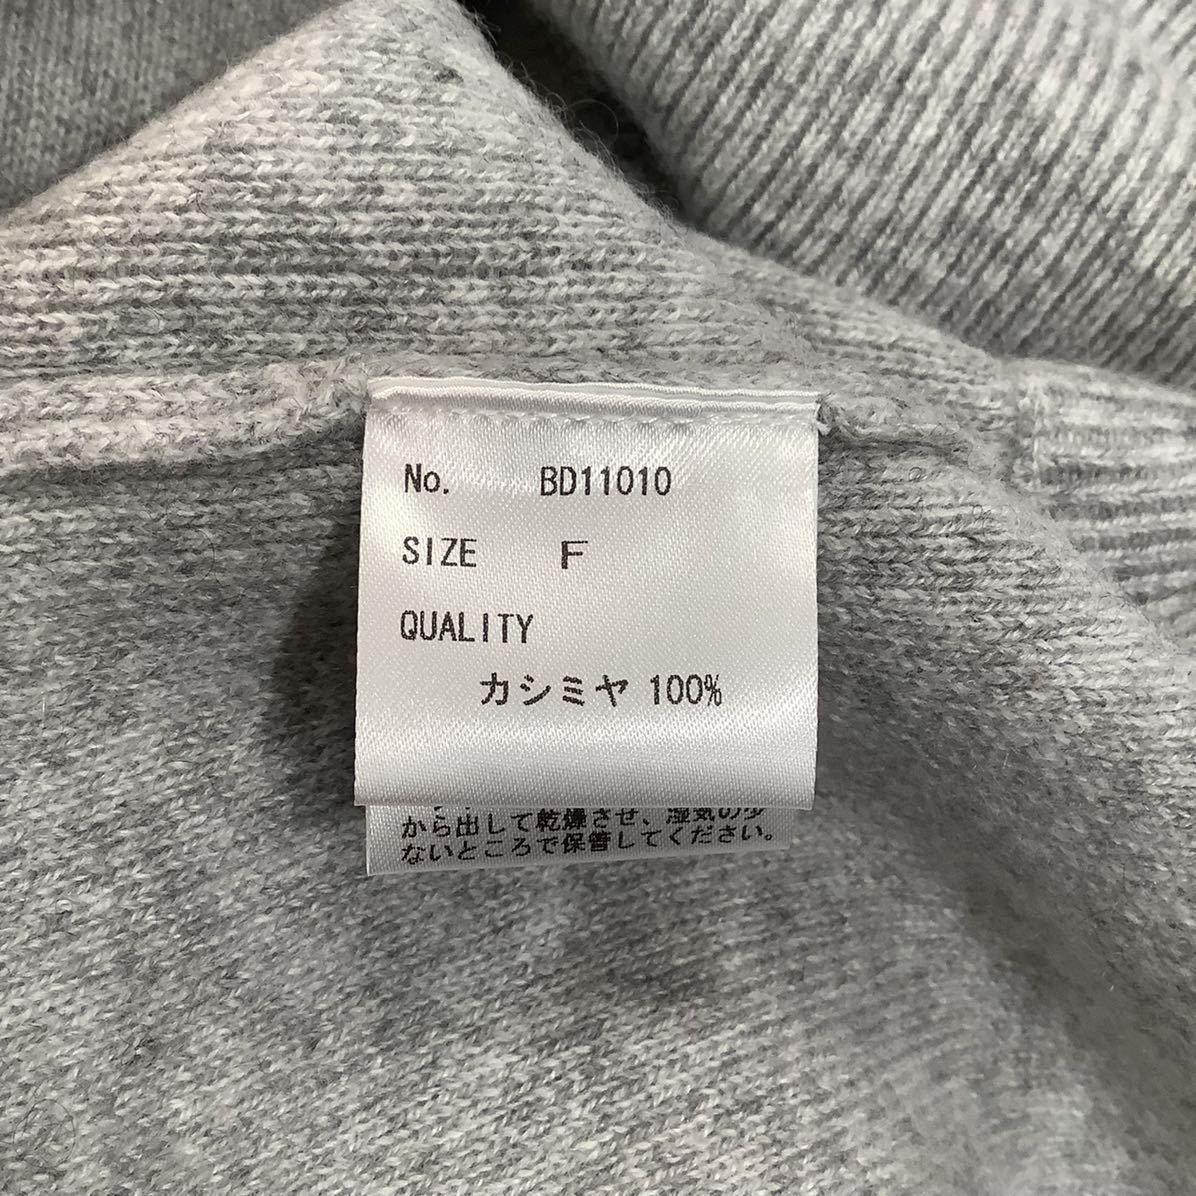 No. BD11010
SIZE F
QUALITY
カシミヤ 100%
から出して乾燥させ、湿気の少
ないところで保管してください。